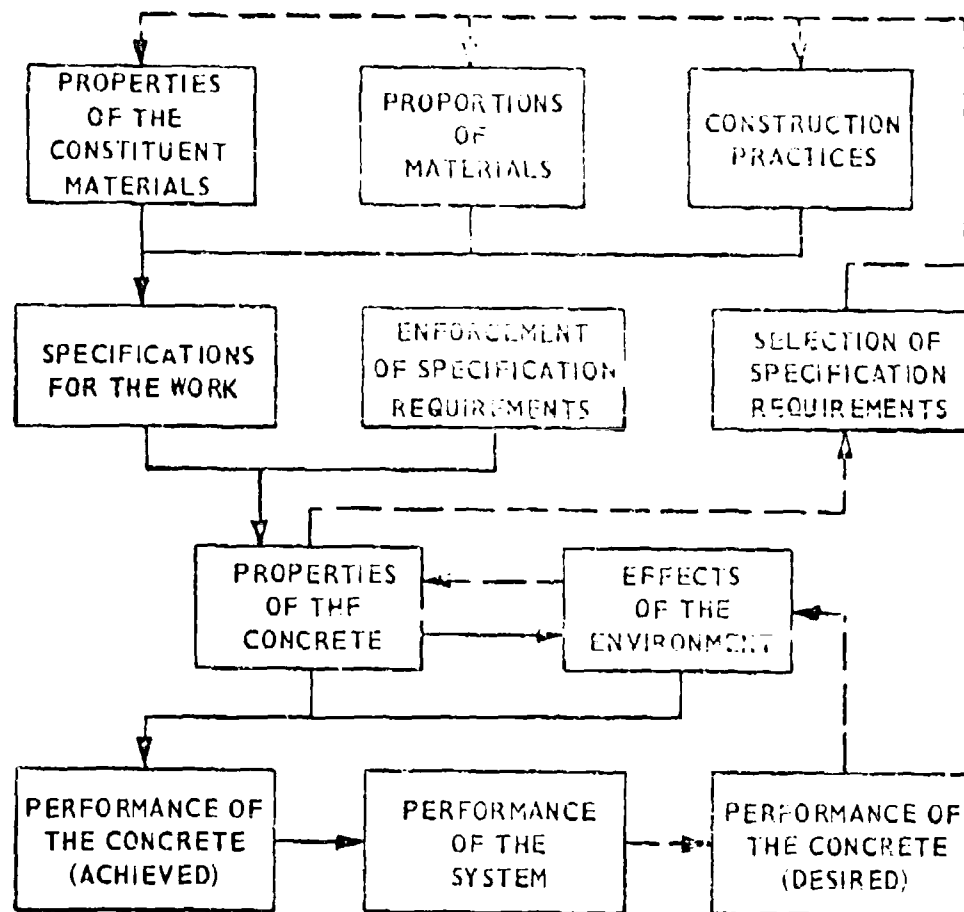 PROPERTIES
OF THE
CONSTITUENT
MATERIALS
PROPORTIONS
OF
MATERIALS
CONSTRUCTION
PRACTICES
SPECIFICATIONS
FOR THE WORK
ENFORCEMENT
OF SPECIFICATION
REQUIREMENTS
SELECTION OF
SPECIFICATION
REQUIREMENTS
PROPERTIES
OF THE
CONCRETE
EFFECTS
OF THE
ENVIRONMENT
PERFORMANCE OF
THE CONCRETE
(ACHIEVED)
PERFORMANCE
OF THE
SYSTEM
PERFORMANCE OF
THE CONCRETE
(DESIRED)